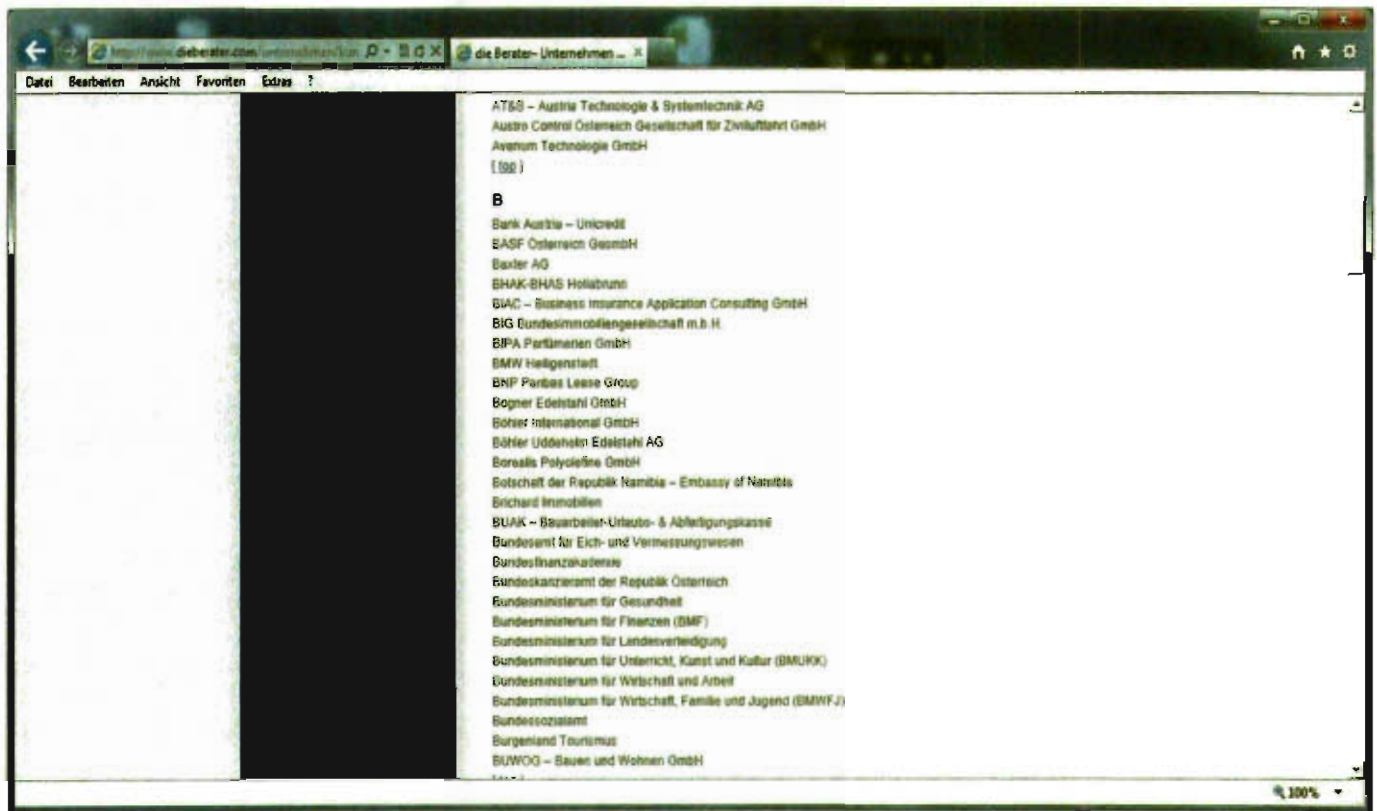 http://www.dieberater.com/unternehmen/
die Berater– Unternehmen ...
Datei Bearbeiten Ansicht Favoriten Extras ?
AT&S – Austria Technologie & Systemtechnik AG
Austro Control Österreich Gesellschaft für Zivilluftfahrt GmbH
Avenum Technologie GmbH
[ top ]
B
Bank Austria – Unicredit
BASF Österreich GesmbH
Baxter AG
BHAK-BHAS Hollabrunn
BIAC – Business Insurance Application Consulting GmbH
BIG Bundesimmobiliengesellschaft m.b.H.
BIPA Parfümerien GmbH
BMW Heiligenstadt
BNP Paribas Lease Group
Bogner Edelstahl GmbH
Böhler International GmbH
Böhler Uddeholm Edelstahl AG
Borealis Polyolefine GmbH
Botschaft der Republik Namibia – Embassy of Namibia
Brichard Immobilien
BUAK – Bauarbeiter-Urlaubs- & Abfertigungskasse
Bundesamt für Eich- und Vermessungswesen
Bundesfinanzakademie
Bundeskanzleramt der Republik Österreich
Bundesministerium für Gesundheit
Bundesministerium für Finanzen (BMF)
Bundesministerium für Landesverteidigung
Bundesministerium für Unterricht, Kunst und Kultur (BMUKK)
Bundesministerium für Wirtschaft und Arbeit
Bundesministerium für Wirtschaft, Familie und Jugend (BMWFJ)
Bundessozialamt
Burgenland Tourismus
BUWOG – Bauen und Wohnen GmbH
100%